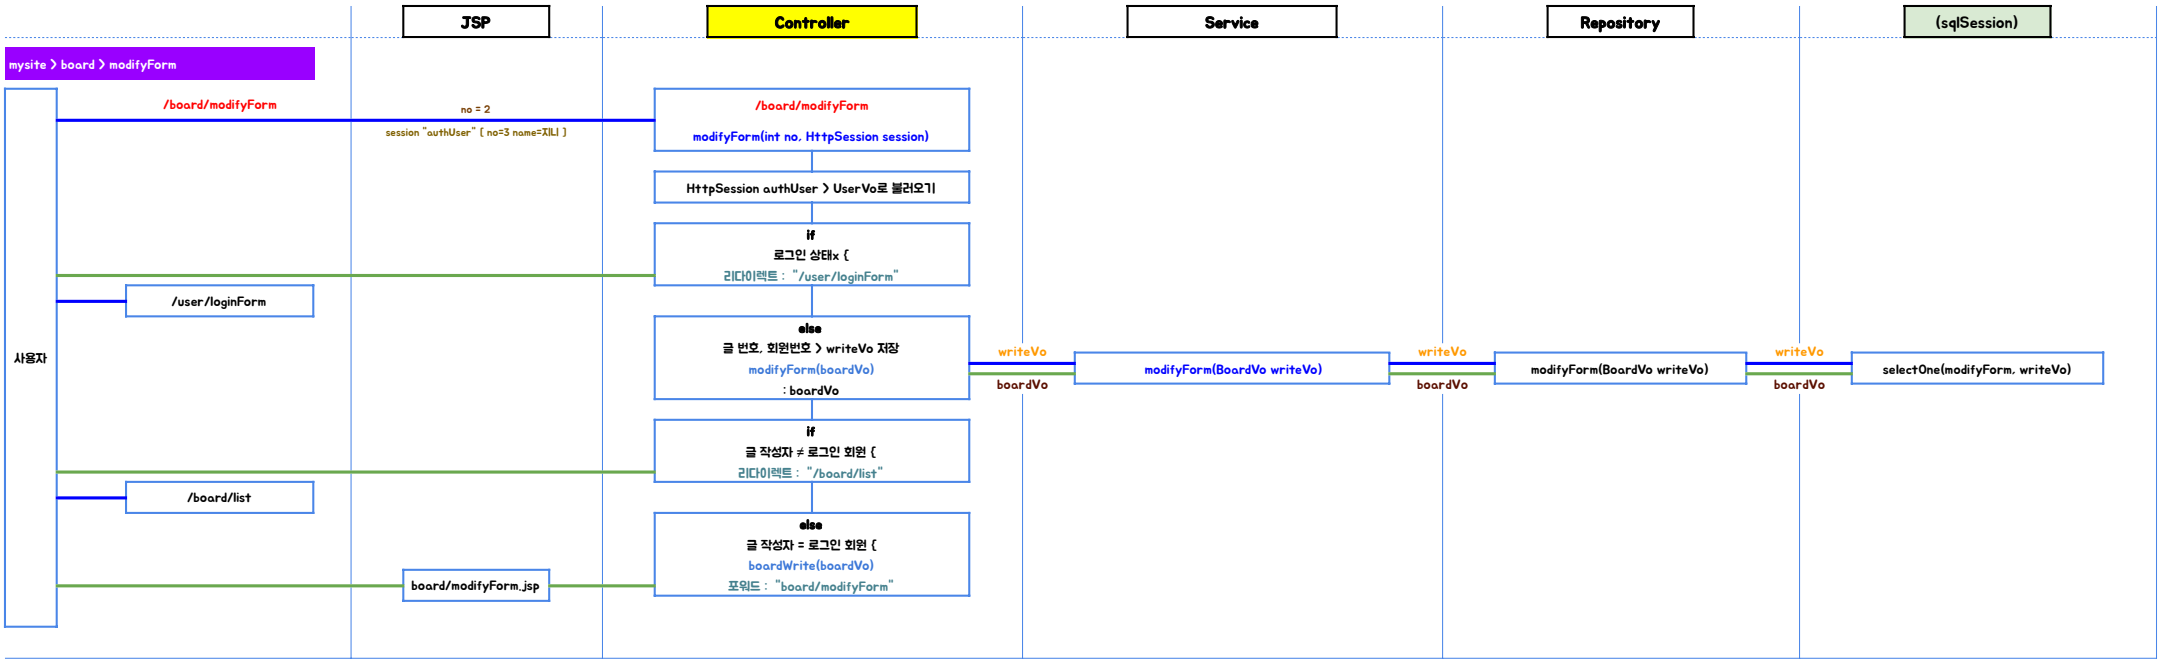 JSP
Controller
Service
Repository
(sqlSession)
mysite > board > modifyForm
사용자
/board/modifyForm
no = 2
session "authUser" [ no=3 name=지니 ]
/board/modifyForm
modifyForm(int no, HttpSession session)
HttpSession authUser > UserVo로 불러오기
if
로그인 상태x {
리다이렉트 : "/user/loginForm"
/user/loginForm
else
글 번호, 회원번호 > writeVo 저장
modifyForm(boardVo)
: boardVo
writeVo
boardVo
modifyForm(BoardVo writeVo)
writeVo
boardVo
modifyForm(BoardVo writeVo)
writeVo
boardVo
selectOne(modifyForm, writeVo)
if
글 작성자 ≠ 로그인 회원 {
리다이렉트 : "/board/list"
/board/list
else
글 작성자 = 로그인 회원 {
boardWrite(boardVo)
포워드 : "board/modifyForm"
board/modifyForm.jsp